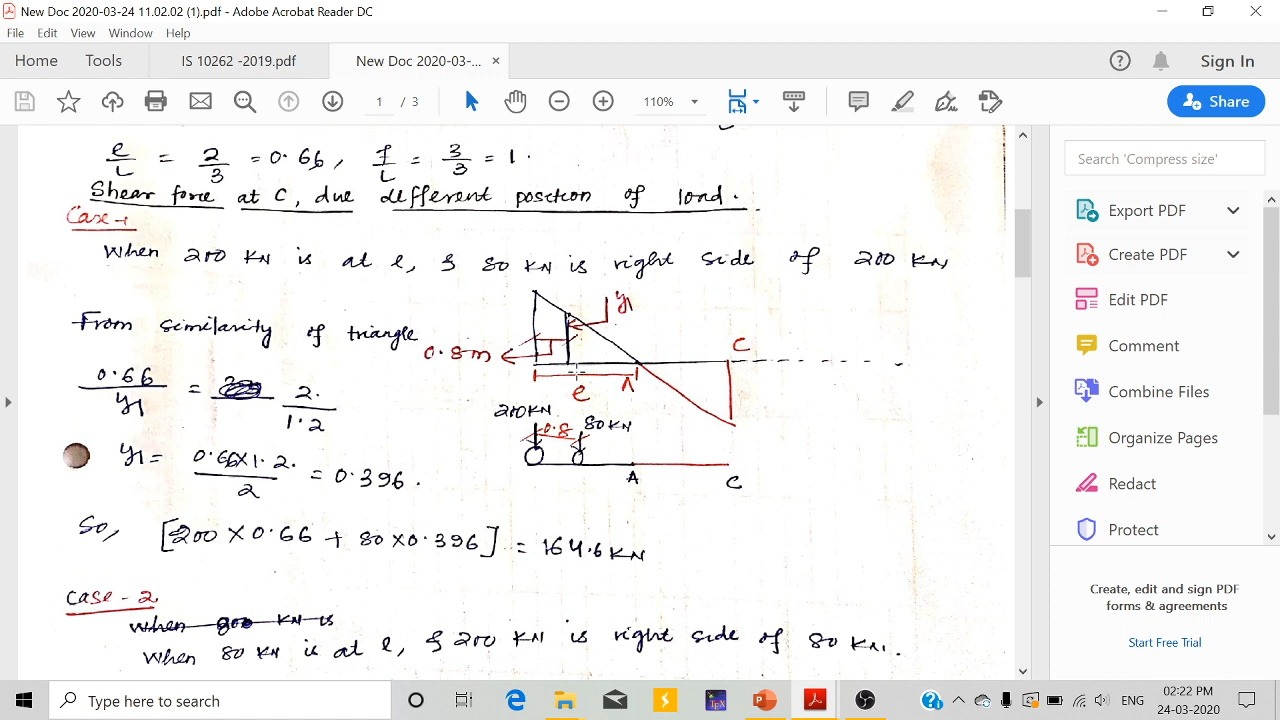 New Doc 2020-03-24 11.02.02 (1).pdf - Adobe Acrobat Reader DC
File Edit View Window Help
Home Tools IS 10262 -2019.pdf New Doc 2020-03-... × Sign In
1 / 3 110% Share
e/L = 2/3 = 0.66, f/L = 3/3 = 1.
Shear force at C, due different position of load.
Case-1
When 200 KN is at e, & 80 KN is right side of 200 KN
y1
From similarity of triangle
0.8m
C
0.66/y1 = 2./1.2
e A
200KN 80KN
0.8
y1 = 0.66×1.2./2 = 0.396.
A C
So, [200 × 0.66 + 80×0.396] = 164.6 KN
Case - 2
When 200 KN is
When 80 KN is at e, & 200 KN is right side of 80 KN.
Search 'Compress size'
Export PDF
Create PDF
Edit PDF
Comment
Combine Files
Organize Pages
Redact
Protect
Create, edit and sign PDF
forms & agreements
Start Free Trial
Type here to search
ENG
02:22 PM
24-03-2020